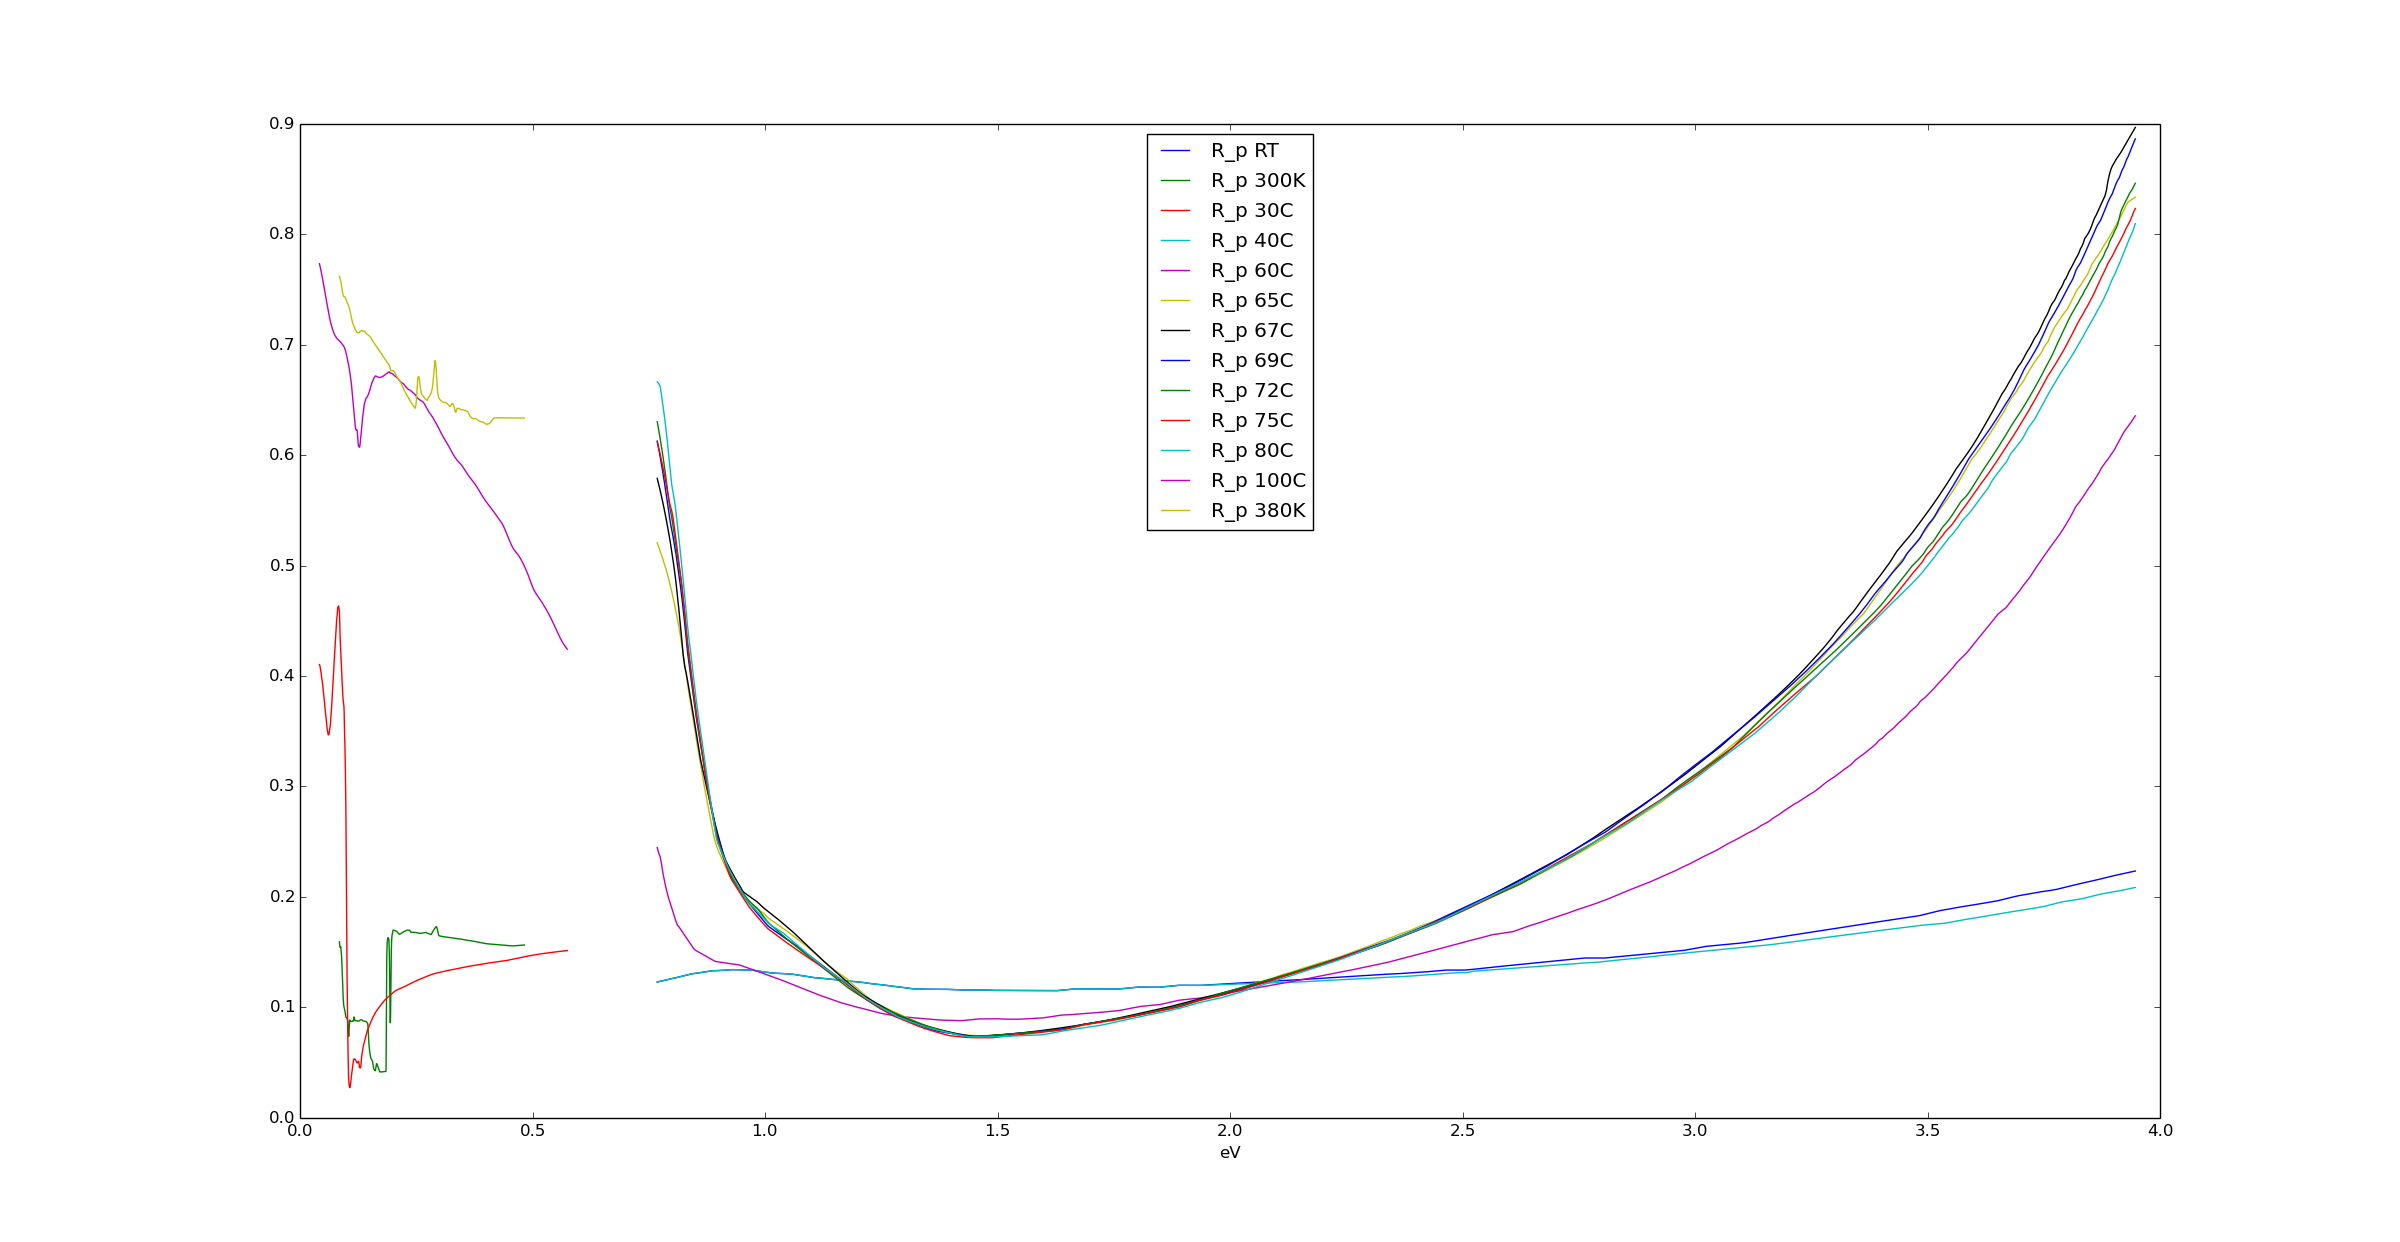 0.9
0.8
0.7
0.6
0.5
0.4
0.3
0.2
0.1
0.0
R_p RT
R_p 300K
R_p 30C
R_p 40C
R_p 60C
R_p 65C
R_p 67C
R_p 69C
R_p 72C
R_p 75C
R_p 80C
R_p 100C
R_p 380K
0.0 0.5 1.0 1.5 2.0 2.5 3.0 3.5 4.0
eV